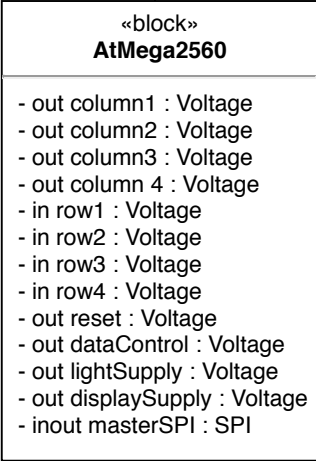 «block»
AtMega2560
- out column1 : Voltage
- out column2 : Voltage
- out column3 : Voltage
- out column 4 : Voltage
- in row1 : Voltage
- in row2 : Voltage
- in row3 : Voltage
- in row4 : Voltage
- out reset : Voltage
- out dataControl : Voltage
- out lightSupply : Voltage
- out displaySupply : Voltage
- inout masterSPI : SPI